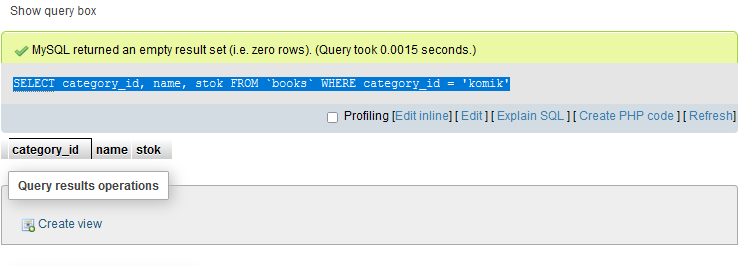 Show query box
MySQL returned an empty result set (i.e. zero rows). (Query took 0.0015 seconds.)
SELECT category_id, name, stok FROM `books` WHERE category_id = 'komik'
Profiling [Edit inline] [ Edit ] [ Explain SQL ] [ Create PHP code ] [ Refresh]
category_id name stok
Query results operations
Create view